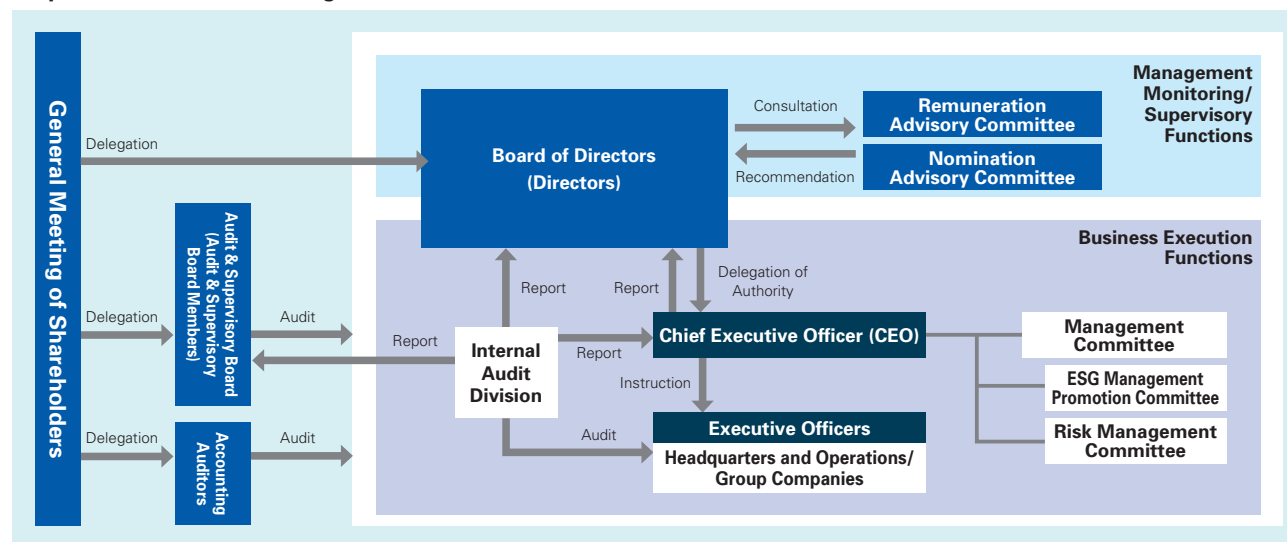 General Meeting of Shareholders
Delegation
Delegation
Delegation
Audit & Supervisory Board
(Audit & Supervisory
Board Members)
Accounting
Auditors
Audit
Audit
Report
Management
Monitoring/
Supervisory
Functions
Board of Directors
(Directors)
Consultation
Recommendation
Remuneration
Advisory Committee
Nomination
Advisory Committee
Business Execution
Functions
Report
Report
Delegation of
Authority
Internal
Audit
Division
Report
Chief Executive Officer (CEO)
Instruction
Audit
Executive Officers
Headquarters and Operations/
Group Companies
Management
Committee
ESG Management
Promotion Committee
Risk Management
Committee